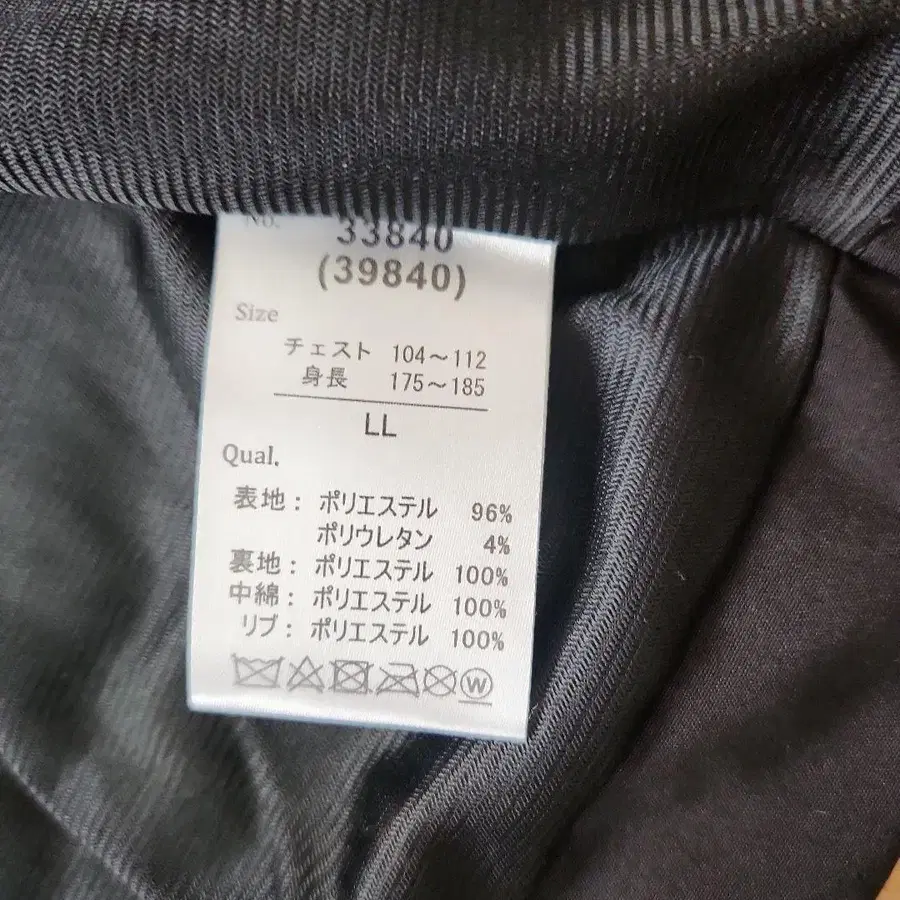 No. 33840
(39840)
Size
チェスト 104～112
身長 175～185
LL
Qual.
表地: ポリエステル 96%
ポリウレタン 4%
裏地: ポリエステル 100%
中綿: ポリエステル 100%
リブ: ポリエステル 100%
W